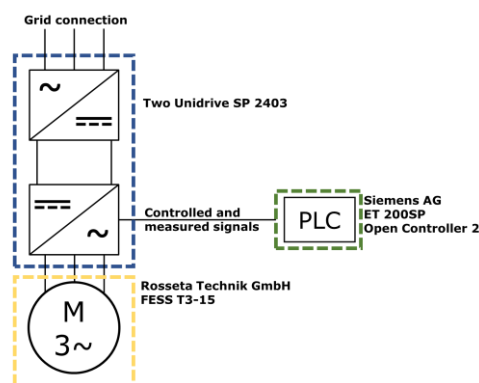 Grid connection
~
Two Unidrive SP 2403
~
Controlled and
measured signals
PLC
Siemens AG
ET 200SP
Open Controller 2
Rosseta Technik GmbH
FESS T3-15
M
3~